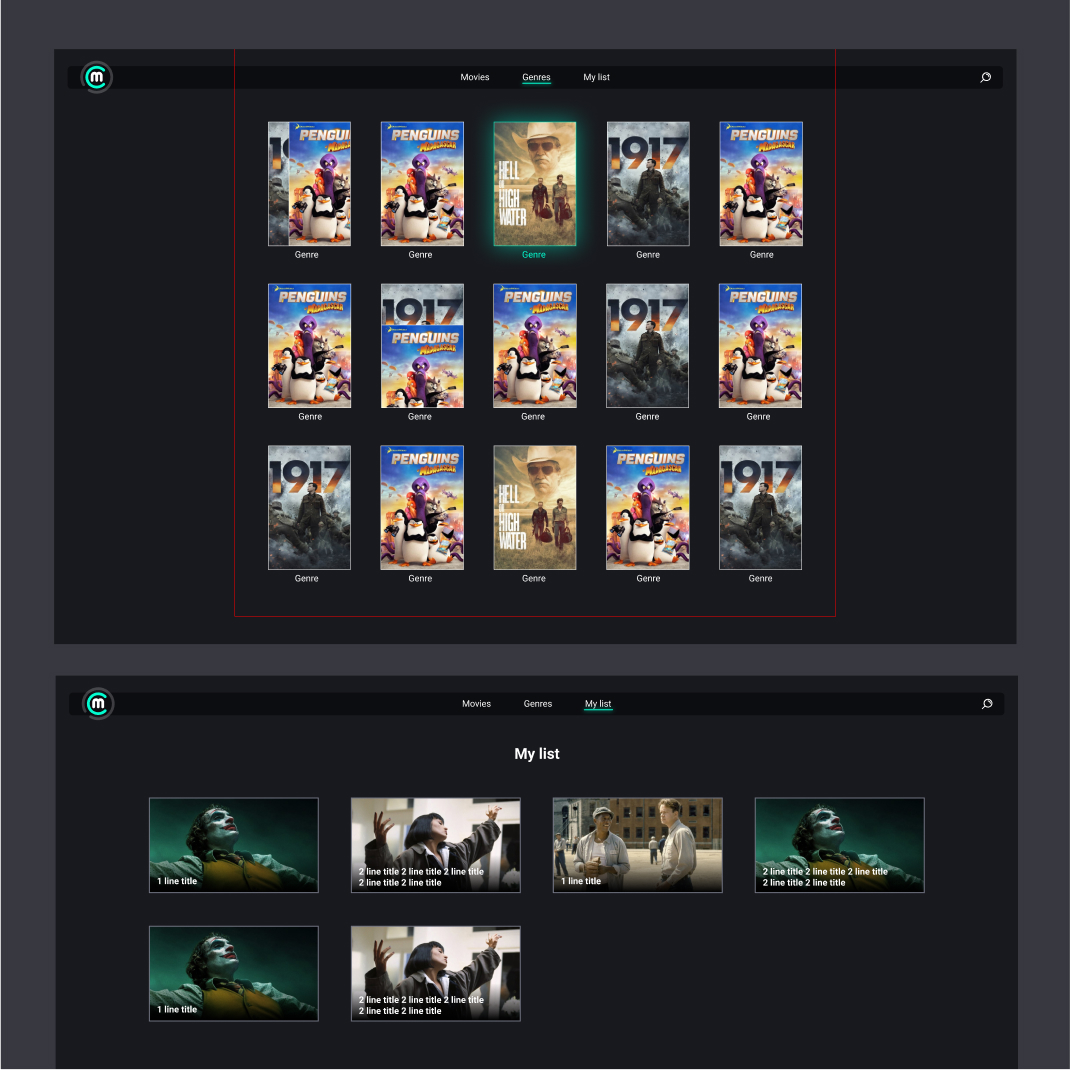 m
Movies Genres My list
19 PENGUI MADAGASCAR
PENGUINS MADAGASCAR
HELL OR HIGH WATER
1917
PENGUINS MADAGASCAR
Genre Genre Genre Genre Genre
PENGUINS MADAGASCAR
1917
PENGUINS MADAGASCAR
PENGUINS MADAGASCAR
1917
PENGUINS MADAGASCAR
Genre Genre Genre Genre Genre
1917
PENGUINS MADAGASCAR
HELL OR HIGH WATER
PENGUINS MADAGASCAR
1917
Genre Genre Genre Genre Genre
m
Movies Genres My list
My list
1 line title
2 line title 2 line title 2 line title
2 line title 2 line title
1 line title
2 line title 2 line title 2 line title
2 line title 2 line title
1 line title
2 line title 2 line title 2 line title
2 line title 2 line title